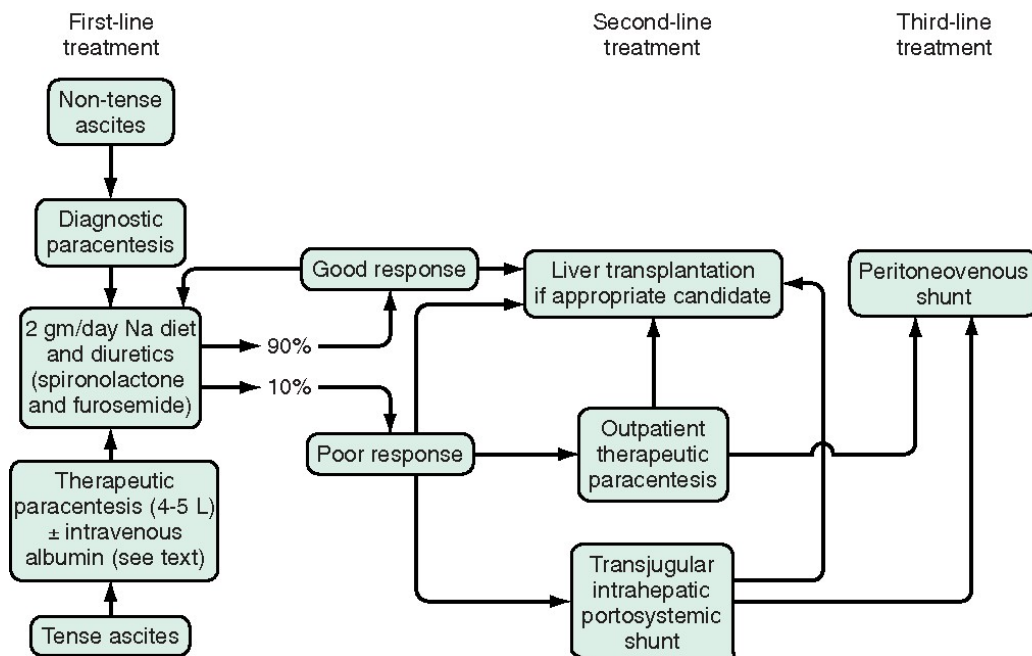 First-line
treatment
Second-line
treatment
Third-line
treatment
Non-tense
ascites
Diagnostic
paracentesis
2 gm/day Na diet
and diuretics
(spironolactone
and furosemide)
Therapeutic
paracentesis (4-5 L)
± intravenous
albumin (see text)
Tense ascites
90%
10%
Good response
Poor response
Liver transplantation
if appropriate candidate
Outpatient
therapeutic
paracentesis
Transjugular
intrahepatic
portosystemic
shunt
Peritoneovenous
shunt